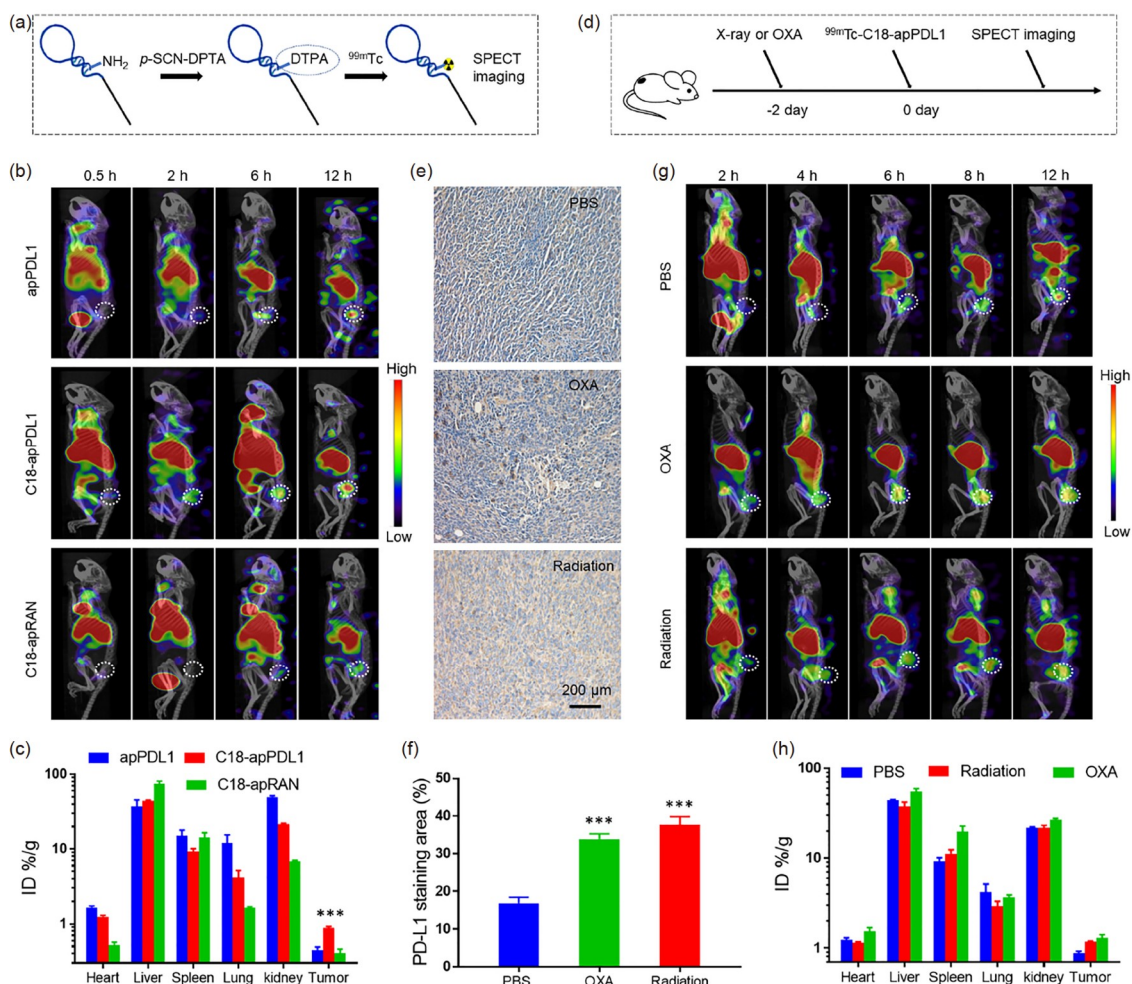 (a)
NH2
p-SCN-DPTA
DTPA
99mTc
SPECT
imaging
(d)
X-ray or OXA
99mTc-C18-apPDL1
SPECT imaging
-2 day
0 day
(b)
0.5 h
2 h
6 h
12 h
apPDL1
C18-apPDL1
C18-apRAN
High
Low
(e)
PBS
OXA
Radiation
200 µm
(g)
2 h
4 h
6 h
8 h
12 h
PBS
OXA
Radiation
High
Low
(c)
apPDL1
C18-apPDL1
C18-apRAN
ID %/g
100
10
1
***
Heart
Liver
Spleen
Lung
kidney
Tumor
(f)
PD-L1 staining area (%)
50
40
30
20
10
0
***
***
PBS
OXA
Radiation
(h)
PBS
Radiation
OXA
ID %/g
100
10
1
Heart
Liver
Spleen
Lung
kidney
Tumor